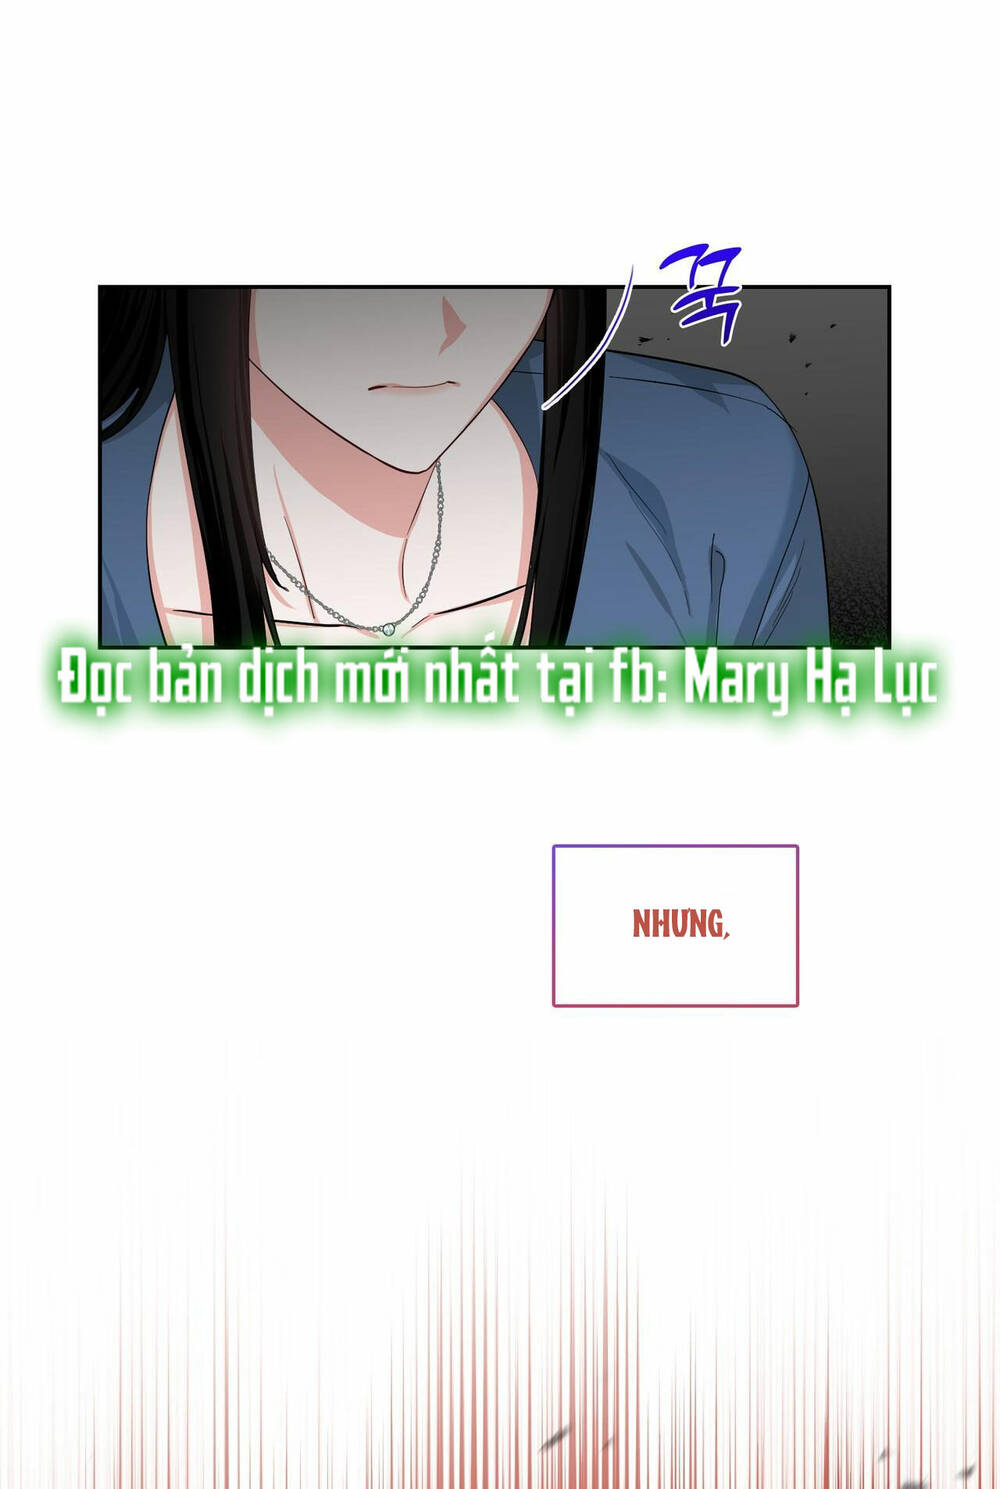 꾹
Đọc bản dịch mới nhất tại fb: Mary Hạ Lục
NHƯNG,